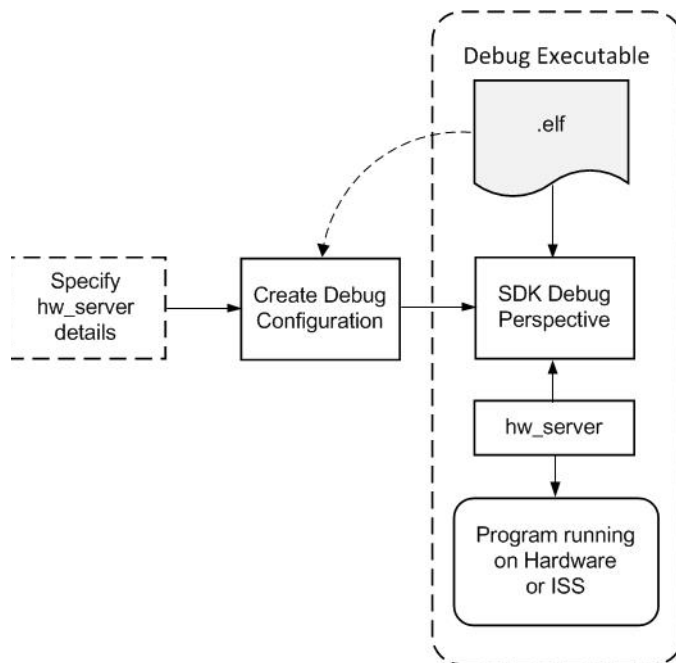 Debug Executable
.elf
Specify
hw_server
details
Create Debug
Configuration
SDK Debug
Perspective
hw_server
Program running
on Hardware
or ISS